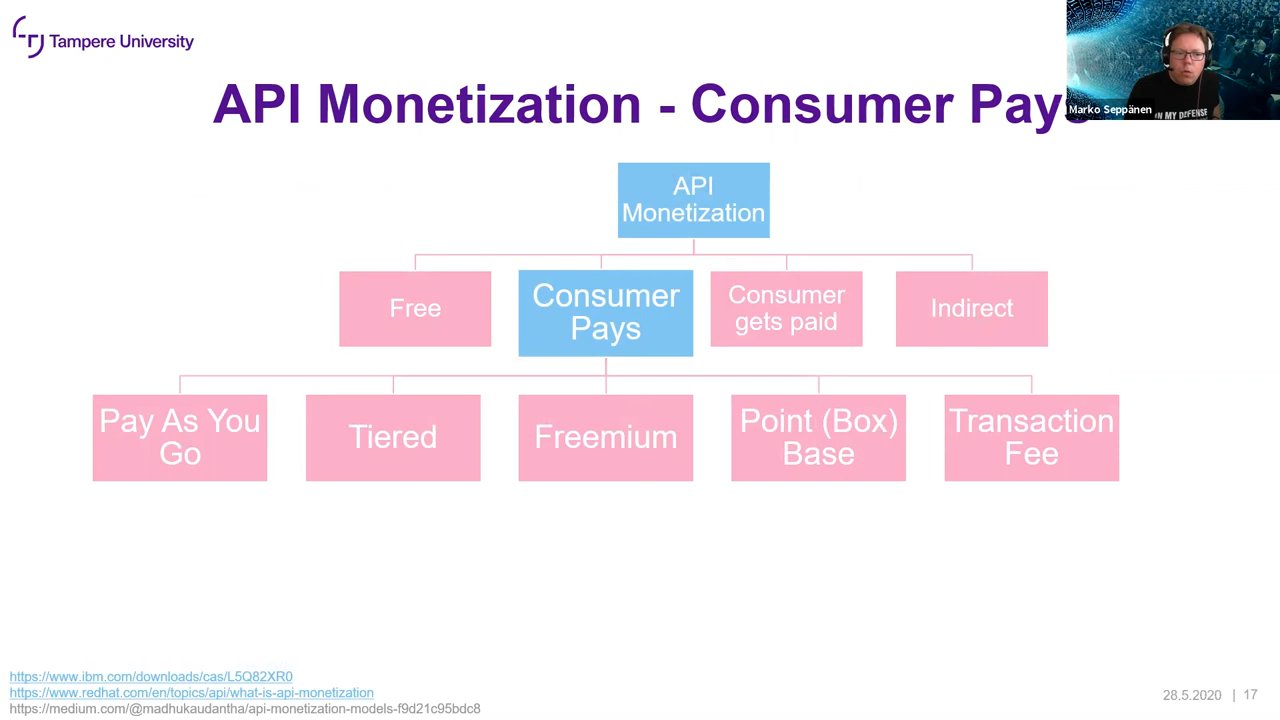 Tampere University
API Monetization - Consumer Pays
Marko Seppänen
IN MY DEFENSE
API
Monetization
Free
Consumer
Pays
Consumer
gets paid
Indirect
Pay As You
Go
Tiered
Freemium
Point (Box)
Base
Transaction
Fee
https://www.ibm.com/downloads/cas/L5Q82XR0
https://www.redhat.com/en/topics/api/what-is-api-monetization
https://medium.com/@madhukaudantha/api-monetization-models-f9d21c95bdc8
28.5.2020 | 17